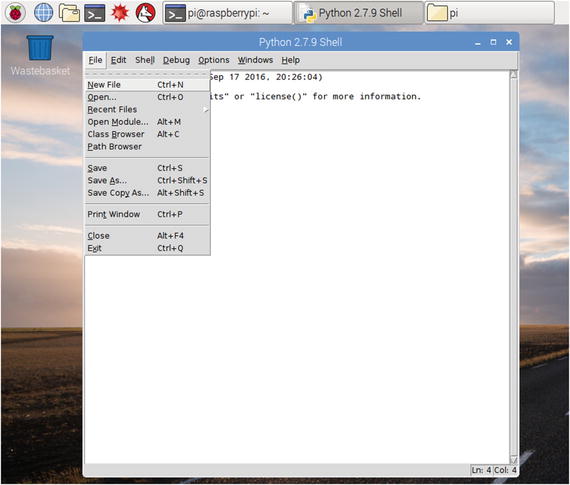 pi@raspberrypi: ~
Python 2.7.9 Shell
pi
Wastebasket
Python 2.7.9 Shell
File Edit Shell Debug Options Windows Help
Sep 17 2016, 20:26:04)
its" or "license()" for more information.
New File Ctrl+N
Open... Ctrl+O
Recent Files
Open Module... Alt+M
Class Browser Alt+C
Path Browser
Save Ctrl+S
Save As... Ctrl+Shift+S
Save Copy As... Alt+Shift+S
Print Window Ctrl+P
Close Alt+F4
Exit Ctrl+Q
Ln: 4 Col: 4